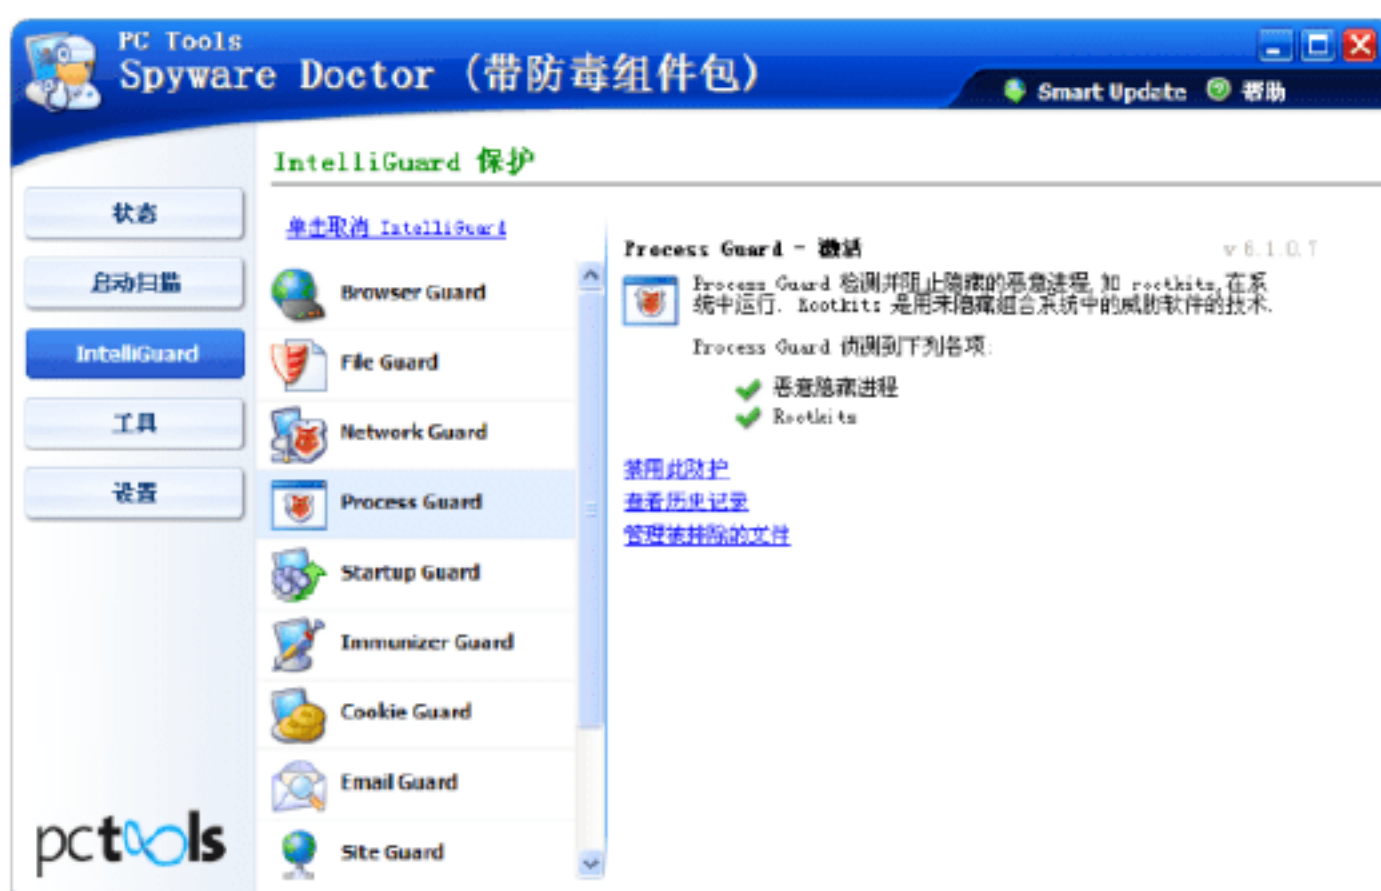 PC Tools
Spyware Doctor (带防毒组件包)
Smart Update 帮助
IntelliGuard 保护
状态
启动扫描
IntelliGuard
工具
设置
单击取消 IntelliGuard
Browser Guard
File Guard
Network Guard
Process Guard
Startup Guard
Immunizer Guard
Cookie Guard
Email Guard
Site Guard
Process Guard - 激活
v 6.1.0.7
Process Guard 检测并阻止隐藏的恶意进程,如 rootkits,在系
统中运行. Rootkits 是用来隐藏组合系统中的威胁软件的技术.
Process Guard 侦测到下列各项:
恶意隐藏进程
Rootkits
禁用此防护
查看历史记录
管理被排除的文件
pctools